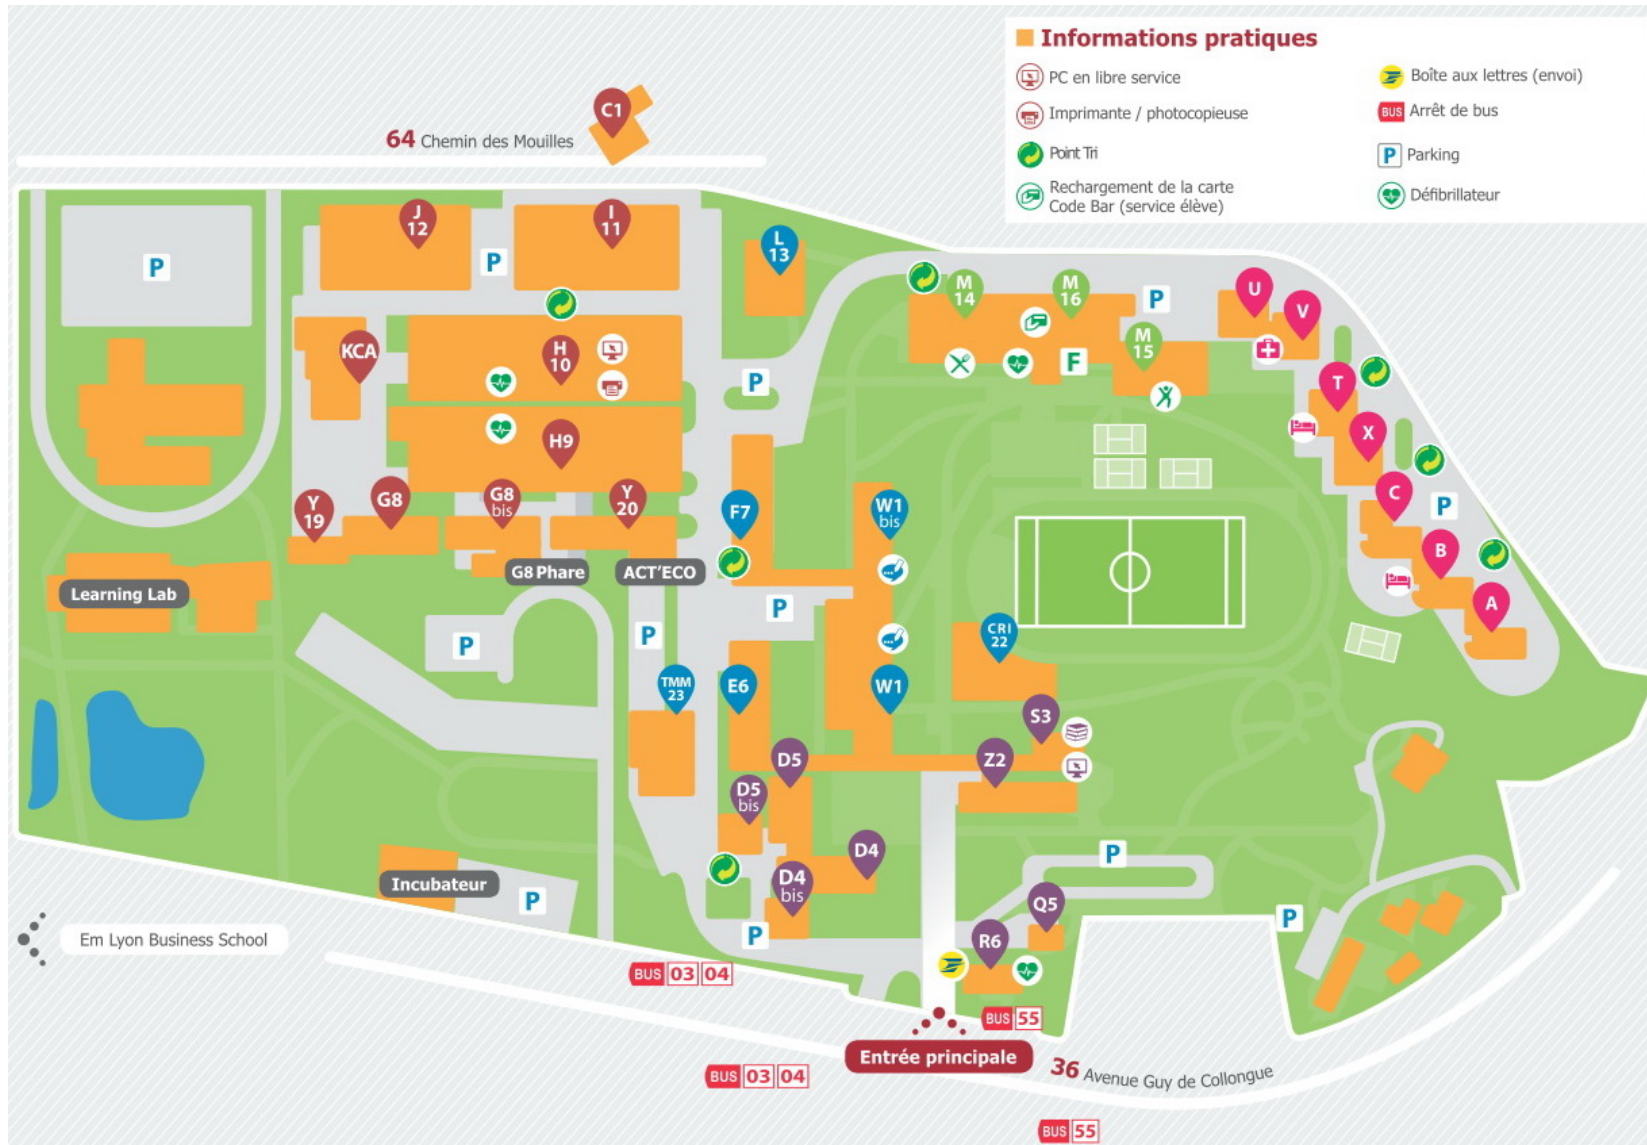 Informations pratiques
PC en libre service
Imprimante / photocopieuse
Point Tri
Rechargement de la carte
Code Bar (service élève)
Boîte aux lettres (envoi)
BUS Arrêt de bus
P Parking
Défibrillateur
C1
64 Chemin des Mouilles
J
12
I
11
L
13
P
P
M
14
M
16
P
U
V
KCA
H
10
M
15
F
P
T
H9
X
Y
19
G8
G8
bis
Y
20
F7
W1
bis
C
P
B
A
Learning Lab
G8 Phare
ACT'ECO
P
P
P
CRI
22
TMM
23
E6
W1
S3
D5
Z2
D5
bis
D4
D4
bis
P
Incubateur
P
Q5
P
P
R6
Em Lyon Business School
BUS 03 04
BUS 55
Entrée principale
36 Avenue Guy de Collongue
BUS 03 04
BUS 55